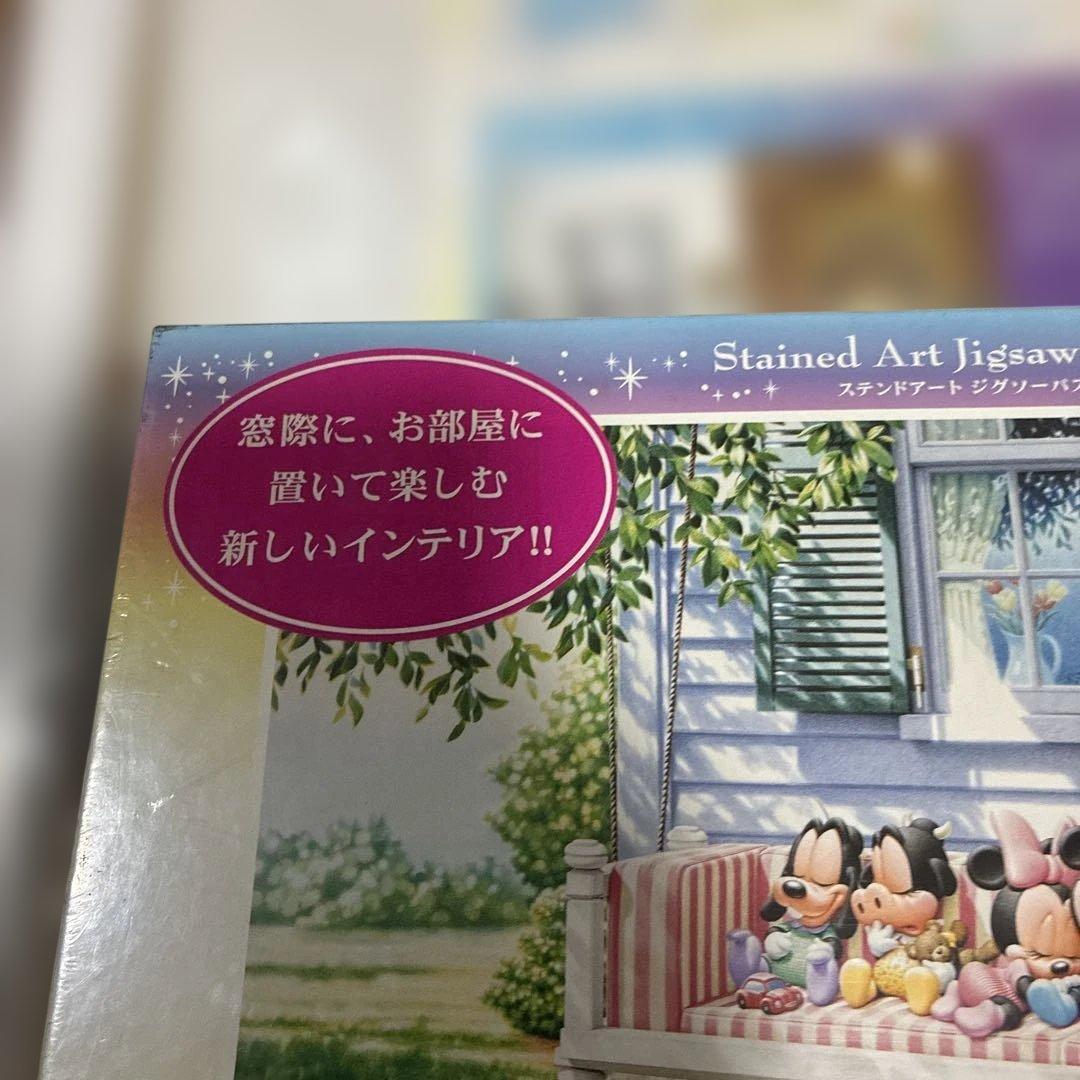 Stained Art Jigsaw
ステンドアート ジグソーパズ
窓際に、お部屋に
置いて楽しむ
新しいインテリア!!